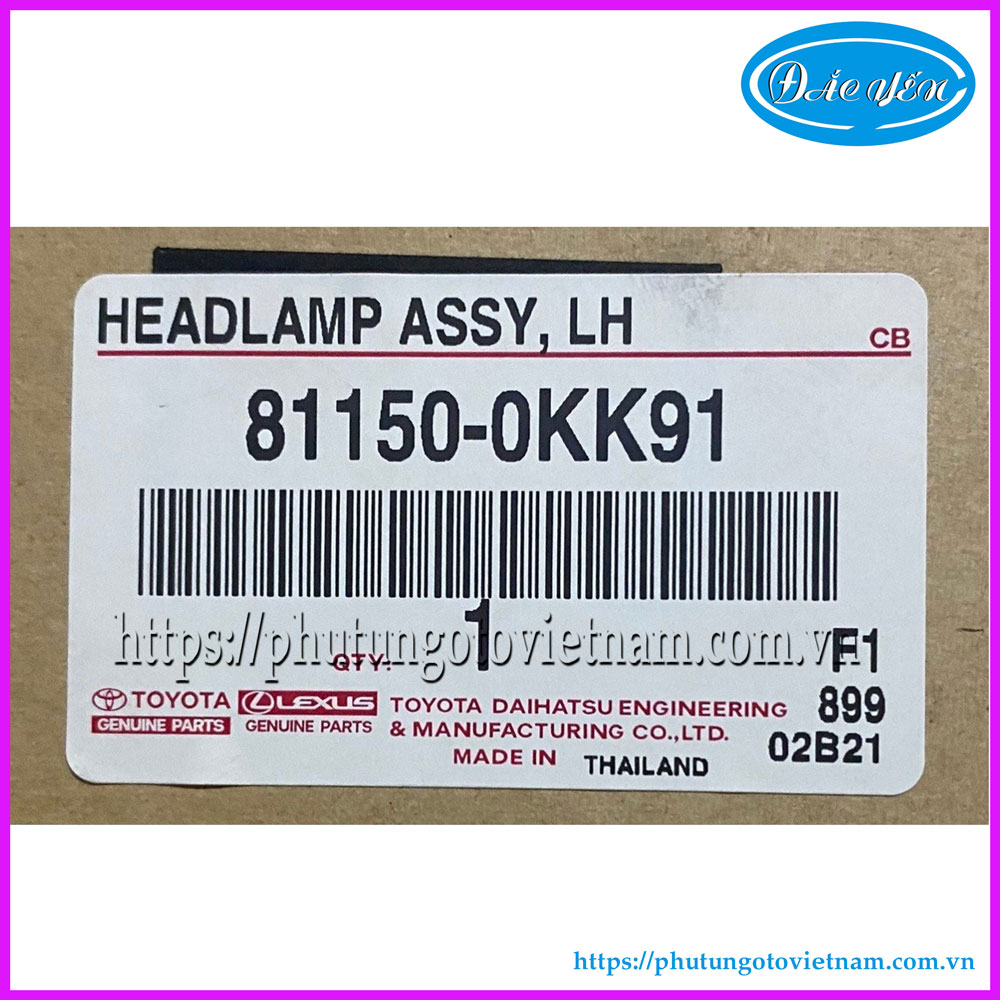 ĐẮC YẾN
HEADLAMP ASSY, LH
CB
81150-0KK91
1
https://phutungotovietnam.com.vn
QTY:
F1
TOYOTA
GENUINE PARTS
LEXUS
GENUINE PARTS
TOYOTA DAIHATSU ENGINEERING
& MANUFACTURING CO.,LTD.
MADE IN THAILAND
899
02B21
https://phutungotovietnam.com.vn